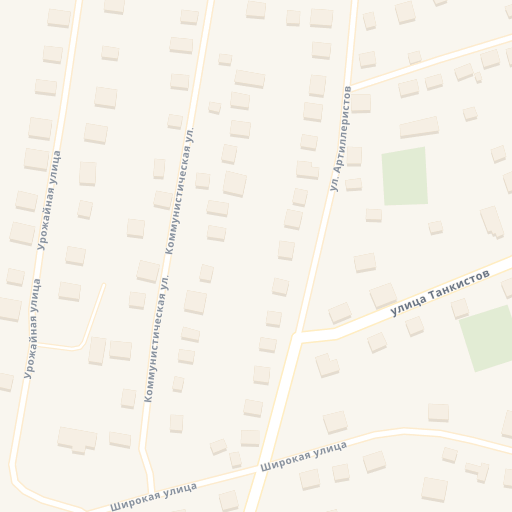 ул. Артиллеристов
Коммунистическая ул.
Урожайная улица
улица Танкистов
Урожайная улица
Коммунистическая ул.
Широкая улица
Широкая улица